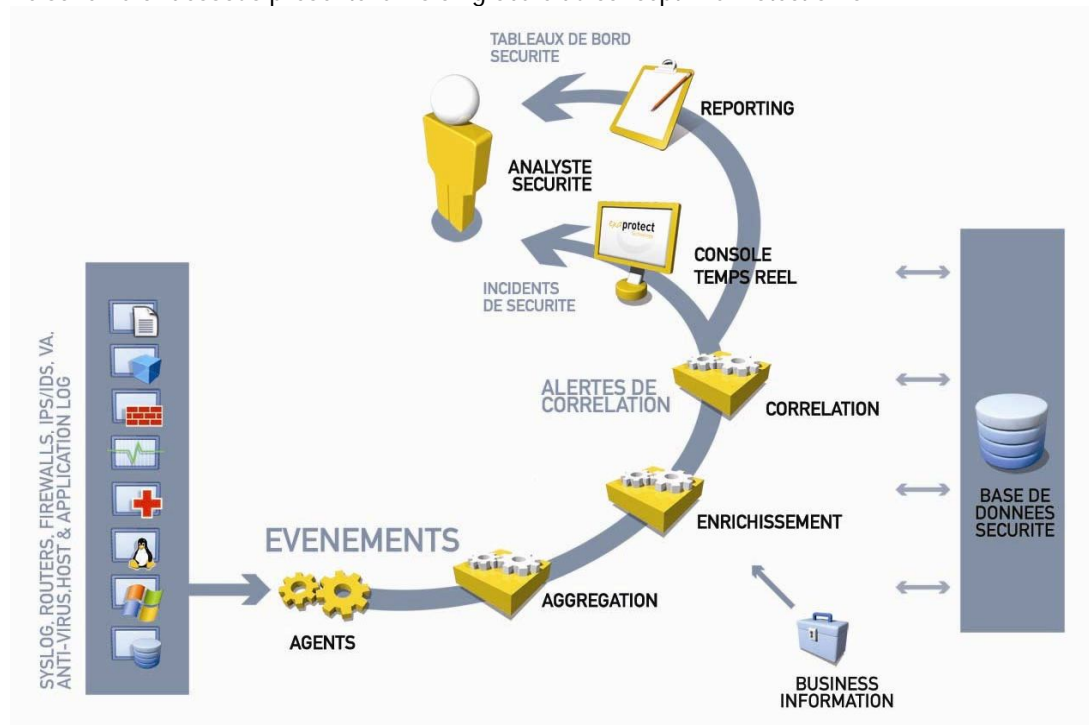 TABLEAUX DE BORD
SECURITE
REPORTING
ANALYSTE
SECURITE
protect
CONSOLE
TEMPS REEL
INCIDENTS
DE SECURITE
ALERTES DE
CORRELATION
CORRELATION
ENRICHISSEMENT
EVENEMENTS
AGGREGATION
AGENTS
SYSLOG, ROUTERS, FIREWALLS, IPS/IDS, VA,
ANTI-VIRUS,HOST & APPLICATION LOG
BASE DE
DONNEES
SECURITE
BUSINESS
INFORMATION